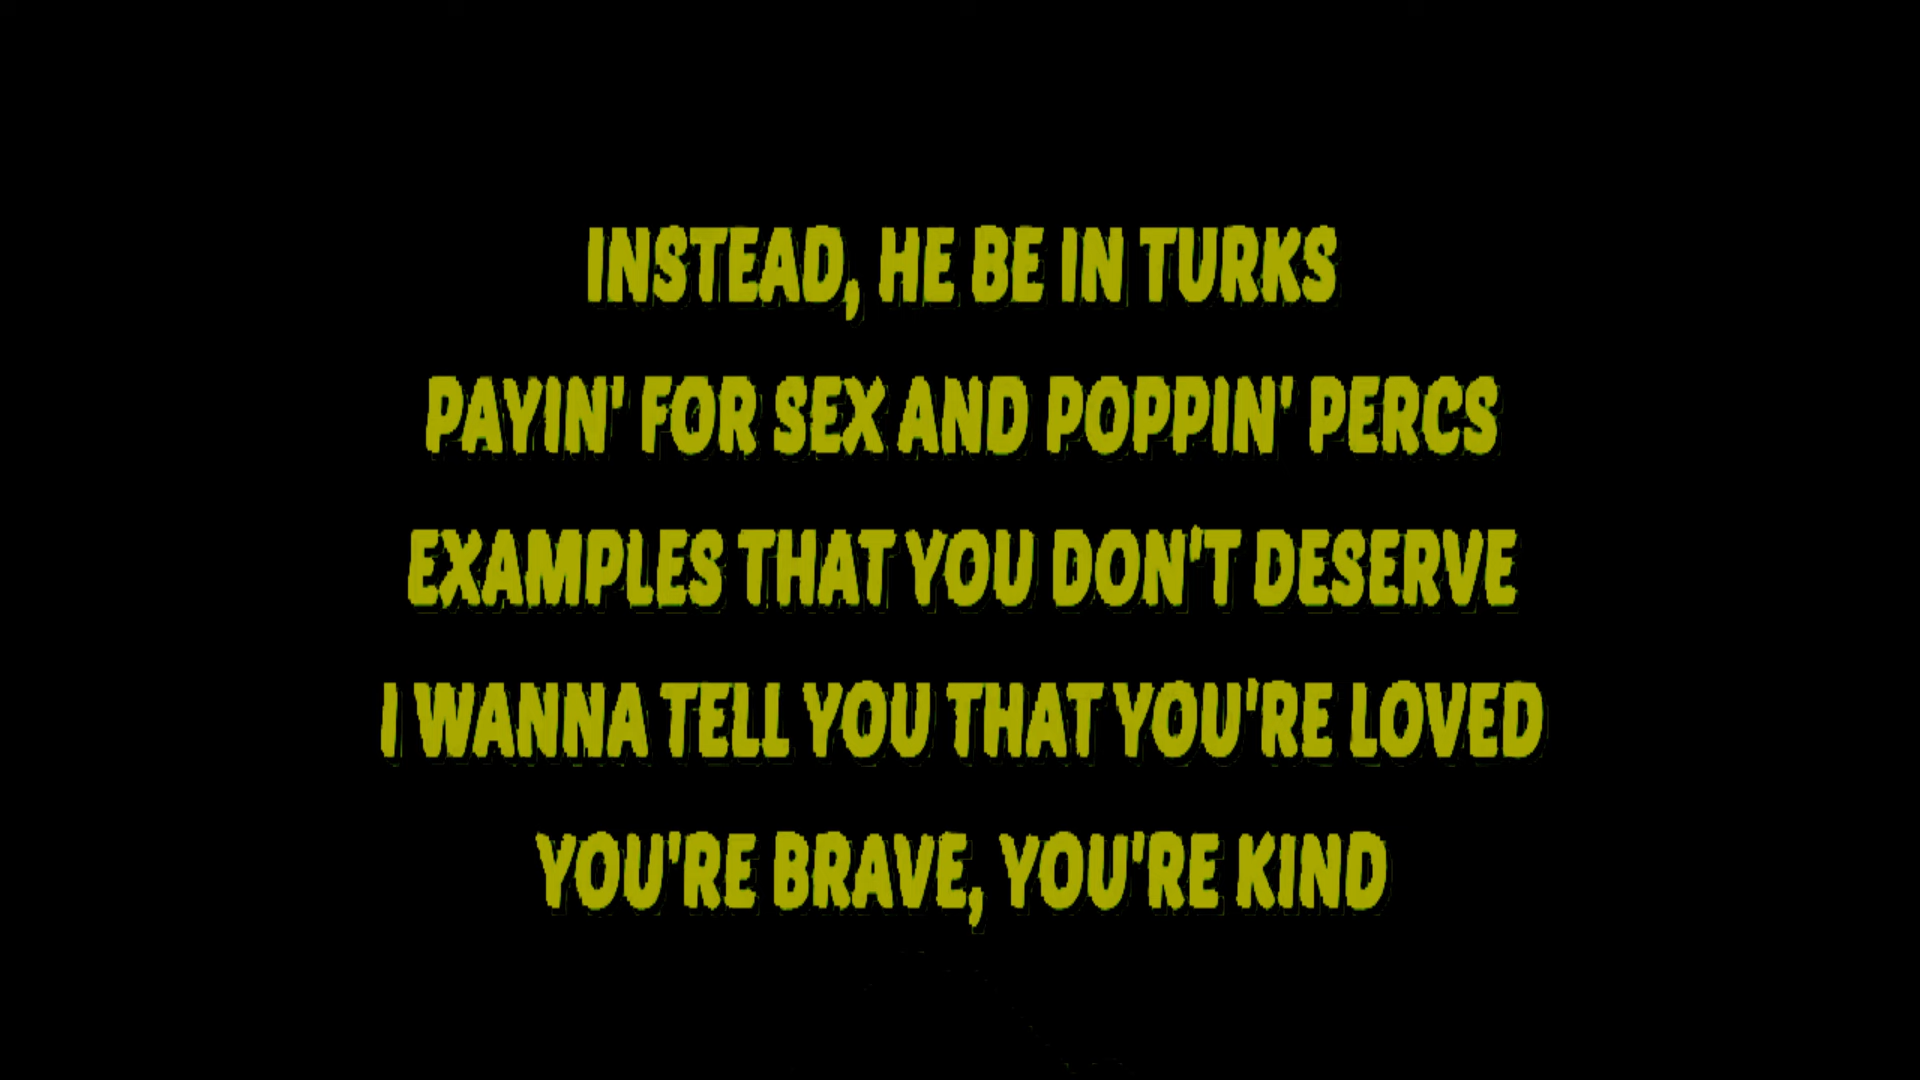 INSTEAD, HE BE IN TURKS
PAYIN' FOR SEX AND POPPIN' PERCS
EXAMPLES THAT YOU DON'T DESERVE
I WANNA TELL YOU THAT YOU'RE LOVED
YOU'RE BRAVE, YOU'RE KIND